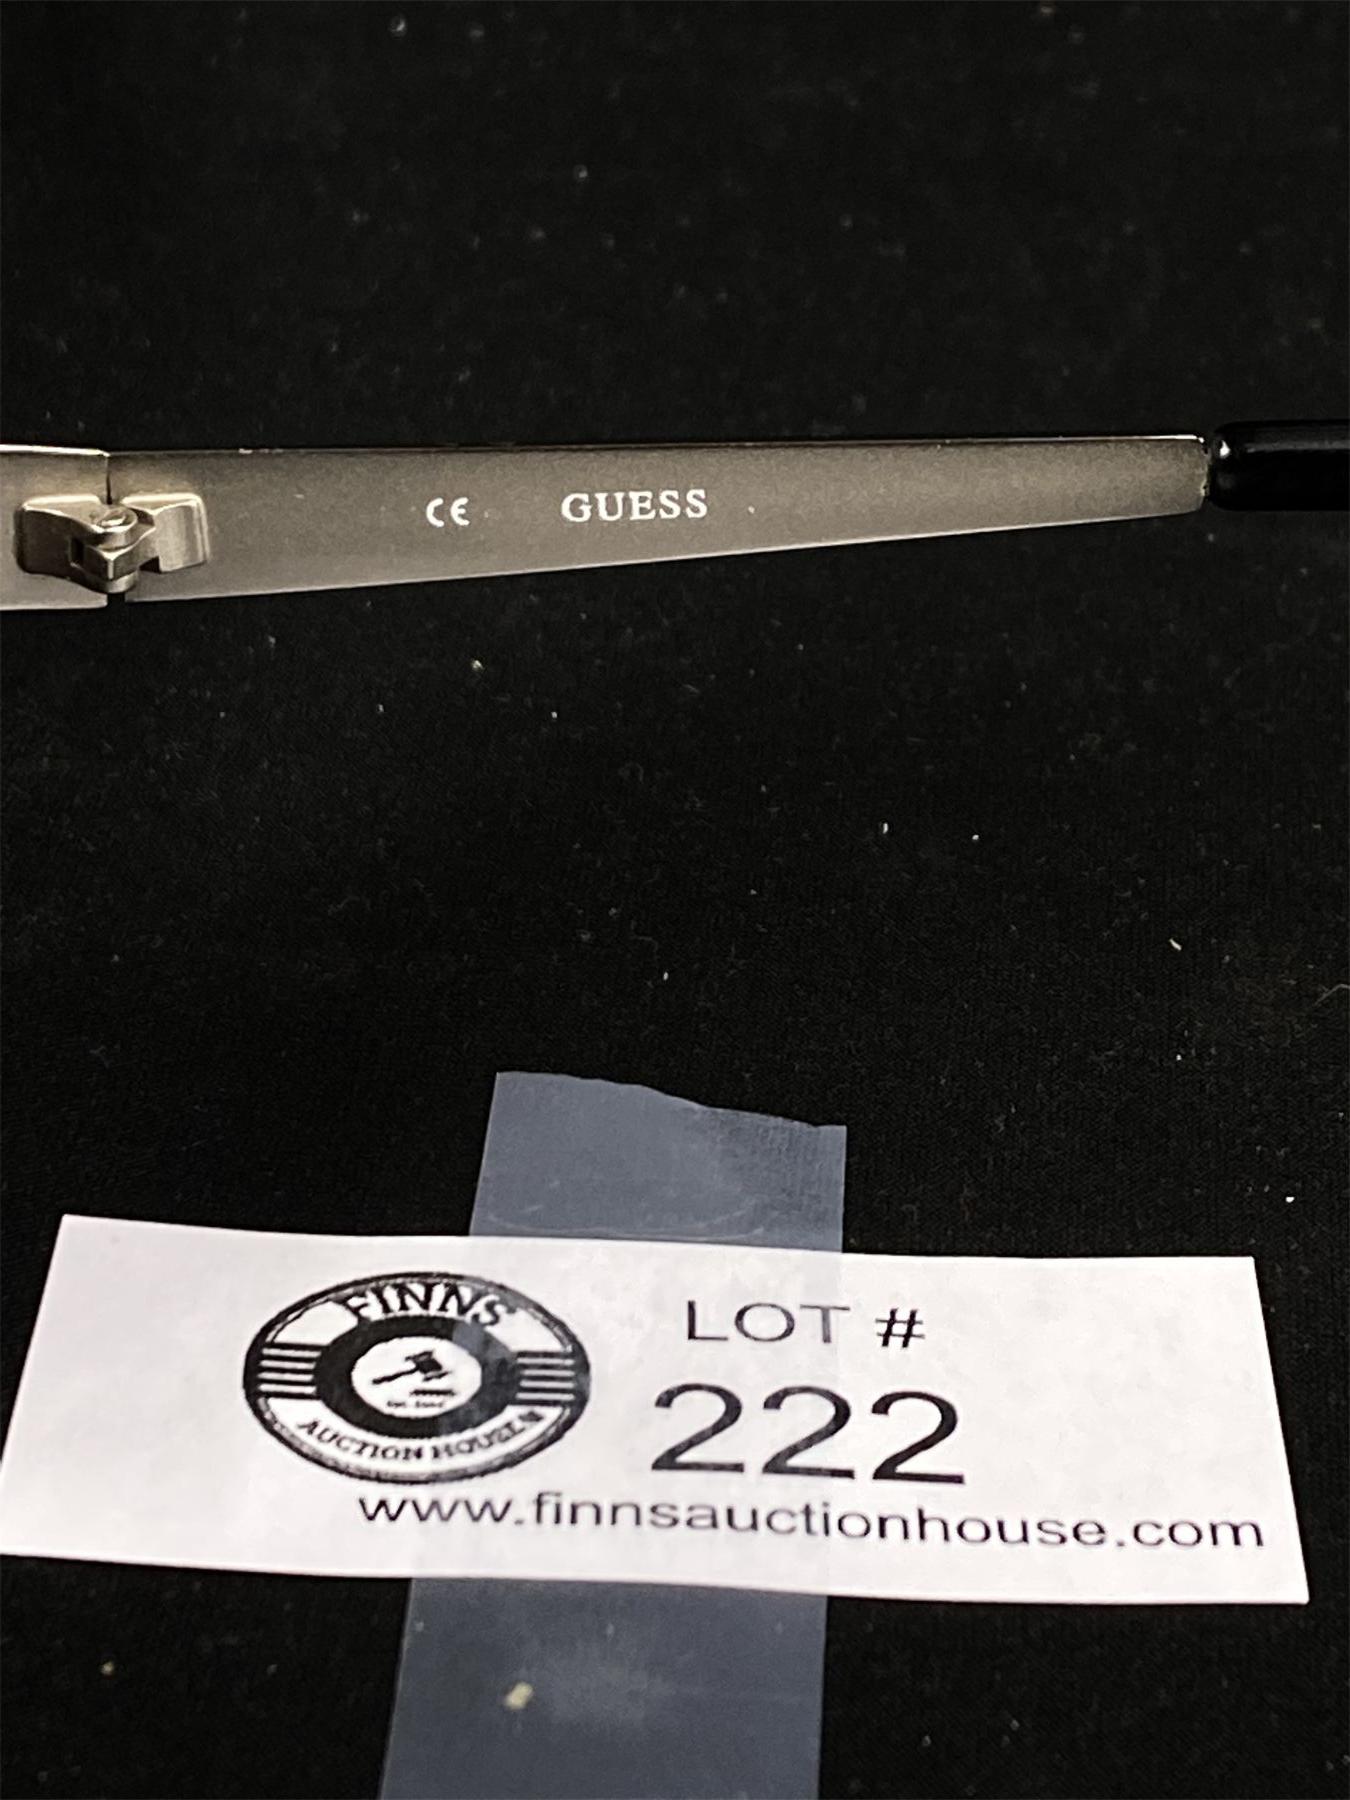 CE GUESS
FINNS
AUCTION HOUSE
LOT #
222
www.finnsauctionhouse.com